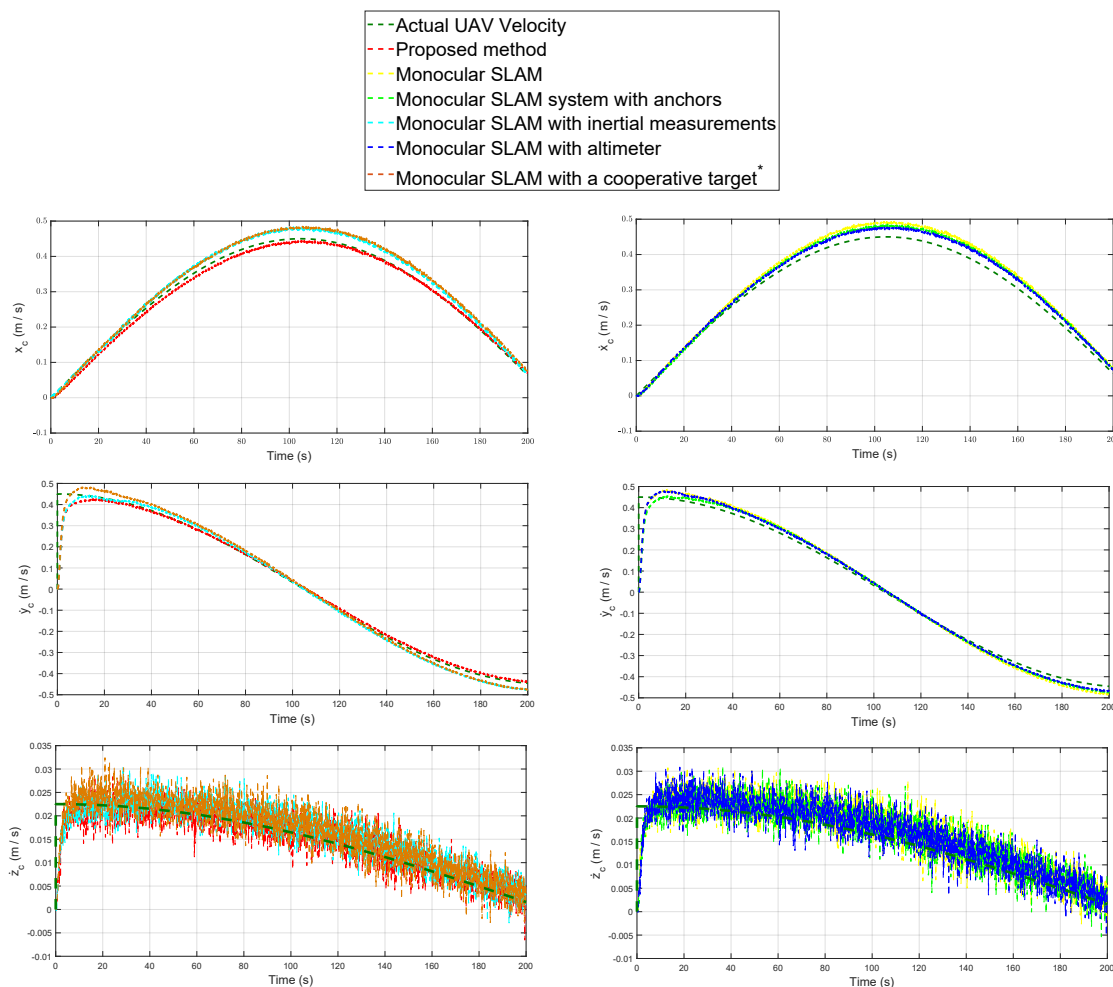 Actual UAV Velocity
Proposed method
Monocular SLAM
Monocular SLAM system with anchors
Monocular SLAM with inertial measurements
Monocular SLAM with altimeter
Monocular SLAM with a cooperative target*
0.5
0.4
0.3
0.2
0.1
0
-0.1
x_c (m / s)
0 20 40 60 80 100 120 140 160 180 200
Time (s)
0.5
0.4
0.3
0.2
0.1
0
-0.1
ẋ_c (m / s)
0 20 40 60 80 100 120 140 160 180 200
Time (s)
0.5
0.4
0.3
0.2
0.1
0
-0.1
-0.2
-0.3
-0.4
-0.5
ẏ_c (m / s)
0 20 40 60 80 100 120 140 160 180 200
Time (s)
0.5
0.4
0.3
0.2
0.1
0
-0.1
-0.2
-0.3
-0.4
-0.5
ẏ_c (m / s)
0 20 40 60 80 100 120 140 160 180 200
Time (s)
0.035
0.03
0.025
0.02
0.015
0.01
0.005
0
-0.005
-0.01
ż_c (m / s)
0 20 40 60 80 100 120 140 160 180 200
Time (s)
0.035
0.03
0.025
0.02
0.015
0.01
0.005
0
-0.005
-0.01
ż_c (m / s)
0 20 40 60 80 100 120 140 160 180 200
Time (s)